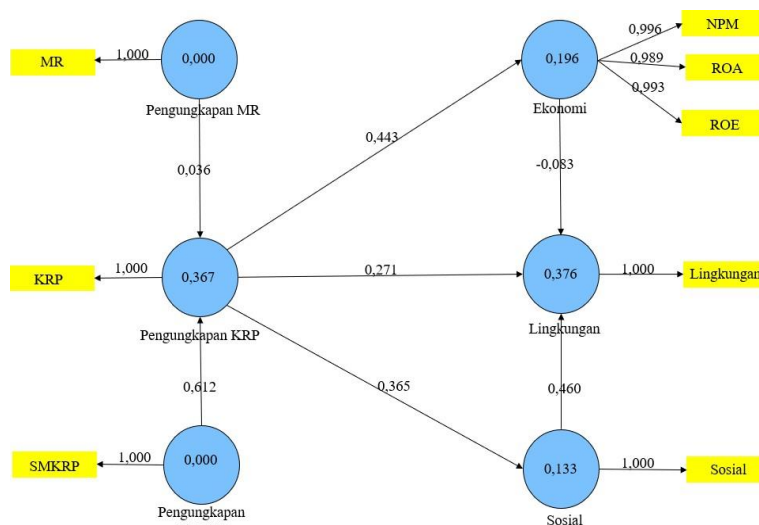 NPM
0,996
MR
1,000
0,000
0,196
0,989
ROA
0,993
Pengungkapan MR
Ekonomi
ROE
0,443
0,036
-0,083
KRP
1,000
0,367
0,271
0,376
1,000
Lingkungan
Pengungkapan KRP
Lingkungan
0,612
0,365
0,460
SMKRP
1,000
0,000
0,133
1,000
Sosial
Pengungkapan
Sosial